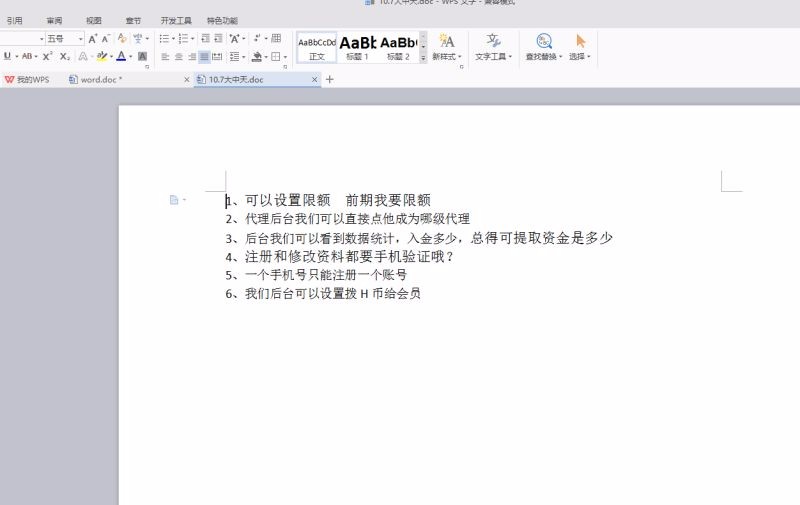 10.7大中天.doc - WPS 文字 - 兼容模式
引用 审阅 视图 章节 开发工具 特色功能
五号 A⁺ A⁻
U AB X² X₂ A ab A A
AaBbCcDd AaBb AaBb(
正文 标题 1 标题 2 新样式 文字工具 查找替换 选择
我的WPS word.doc * 10.7大中天.doc
1、可以设置限额 前期我要限额
2、代理后台我们可以直接点他成为哪级代理
3、后台我们可以看到数据统计，入金多少，总得可提取资金是多少
4、注册和修改资料都要手机验证哦？
5、一个手机号只能注册一个账号
6、我们后台可以设置拨 H 币给会员